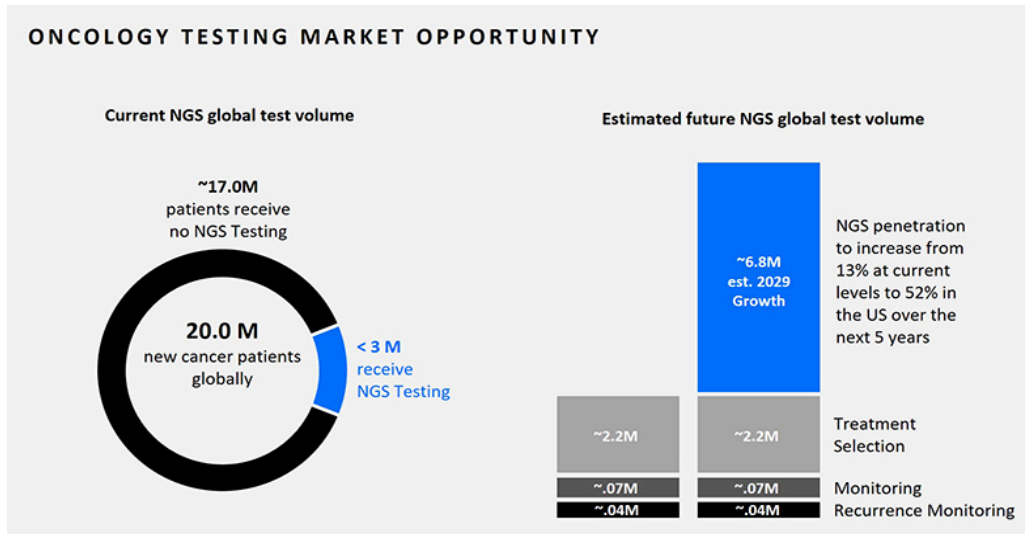 ONCOLOGY TESTING MARKET OPPORTUNITY
Current NGS global test volume
~17.0M
patients receive
no NGS Testing
20.0 M
new cancer patients
globally
< 3 M
receive
NGS Testing
Estimated future NGS global test volume
~6.8M
est. 2029
Growth
NGS penetration
to increase from
13% at current
levels to 52% in
the US over the
next 5 years
~2.2M
~2.2M
Treatment
Selection
~.07M
~.07M
Monitoring
~.04M
~.04M
Recurrence Monitoring